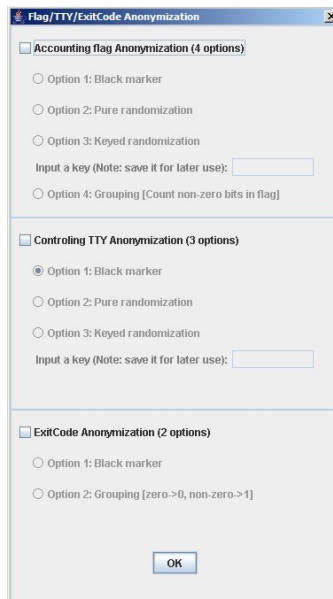 Flag/TTY/ExitCode Anonymization
Accounting flag Anonymization (4 options)
Option 1: Black marker
Option 2: Pure randomization
Option 3: Keyed randomization
Input a key (Note: save it for later use):
Option 4: Grouping [Count non-zero bits in flag]
Controling TTY Anonymization (3 options)
Option 1: Black marker
Option 2: Pure randomization
Option 3: Keyed randomization
Input a key (Note: save it for later use):
ExitCode Anonymization (2 options)
Option 1: Black marker
Option 2: Grouping [zero->0, non-zero->1]
OK